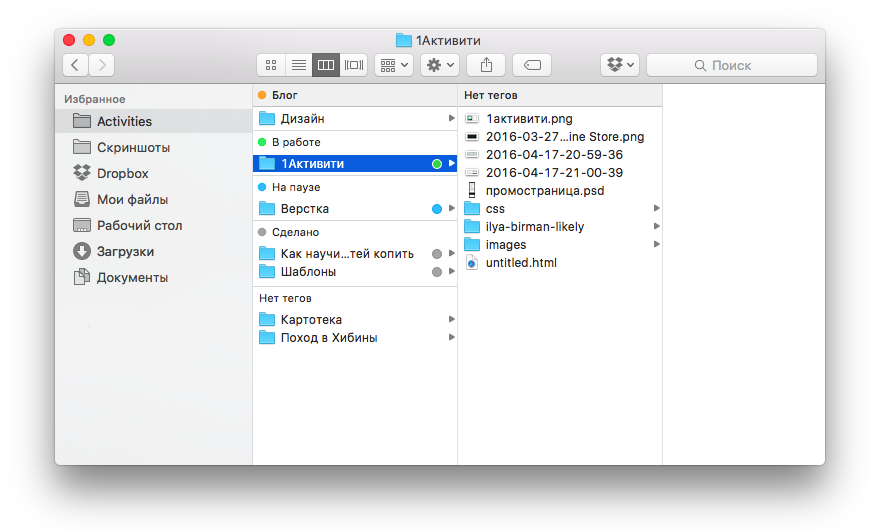 1Активити
Поиск
Избранное
Activities
Скриншоты
Dropbox
Мои файлы
Рабочий стол
Загрузки
Документы
Блог
Дизайн
В работе
1Активити
На паузе
Верстка
Сделано
Как научи...тей копить
Шаблоны
Нет тегов
Картотека
Поход в Хибины
Нет тегов
1активити.png
2016-03-27...ine Store.png
2016-04-17-20-59-36
2016-04-17-21-00-39
промостраница.psd
css
ilya-birman-likely
images
untitled.html